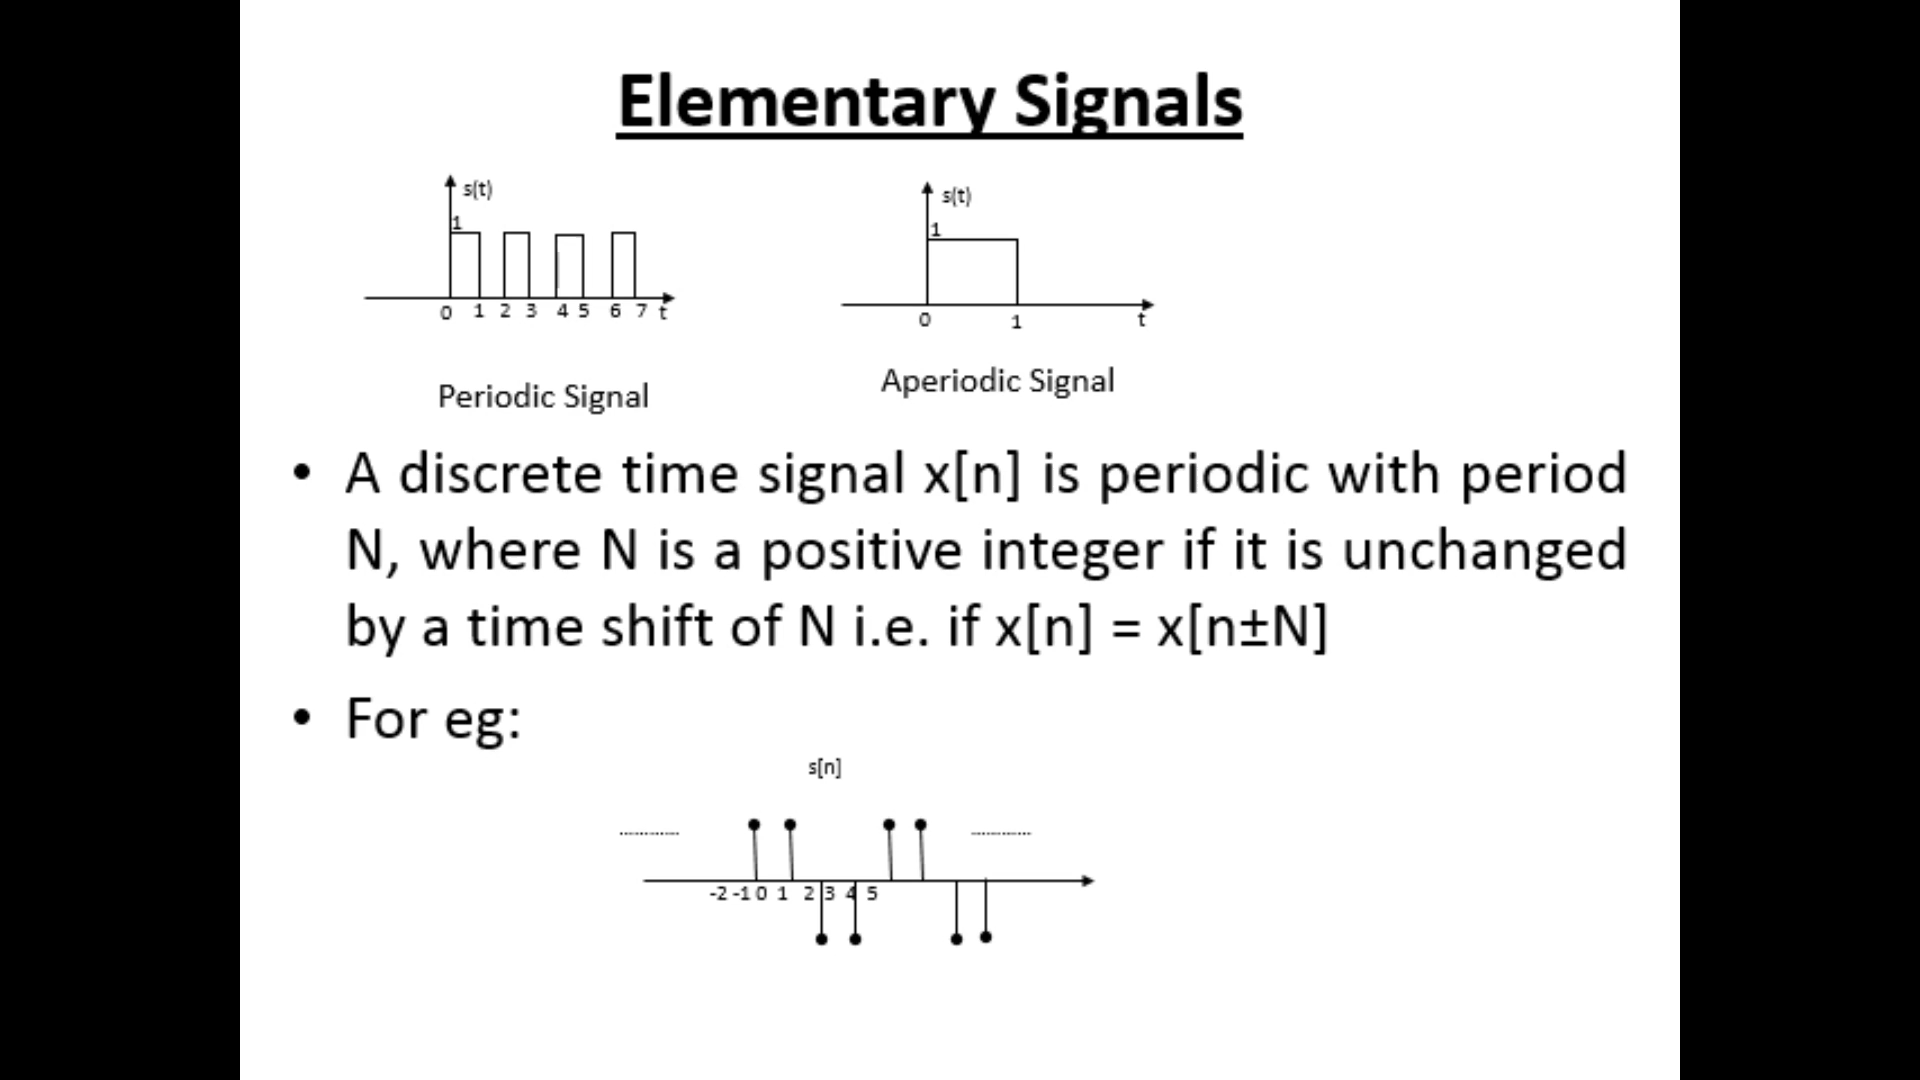 Elementary Signals
s(t)
1
0 1 2 3 4 5 6 7 t
Periodic Signal
s(t)
1
0 1 t
Aperiodic Signal
• A discrete time signal x[n] is periodic with period
N, where N is a positive integer if it is unchanged
by a time shift of N i.e. if x[n] = x[n±N]
• For eg:
s[n]
-2 -1 0 1 2 3 4 5